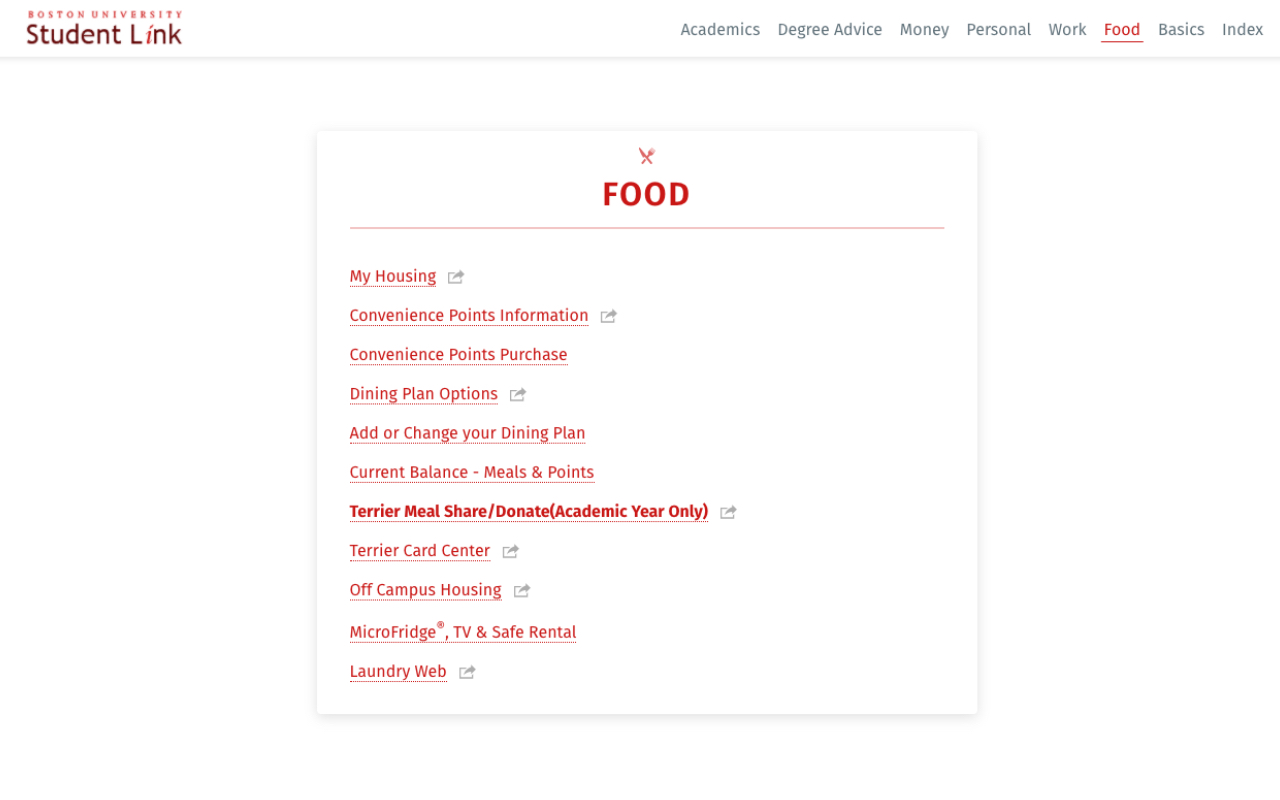 BOSTON UNIVERSITY
Student Link
Academics Degree Advice Money Personal Work Food Basics Index
FOOD
My Housing
Convenience Points Information
Convenience Points Purchase
Dining Plan Options
Add or Change your Dining Plan
Current Balance - Meals & Points
Terrier Meal Share/Donate(Academic Year Only)
Terrier Card Center
Off Campus Housing
MicroFridge®, TV & Safe Rental
Laundry Web